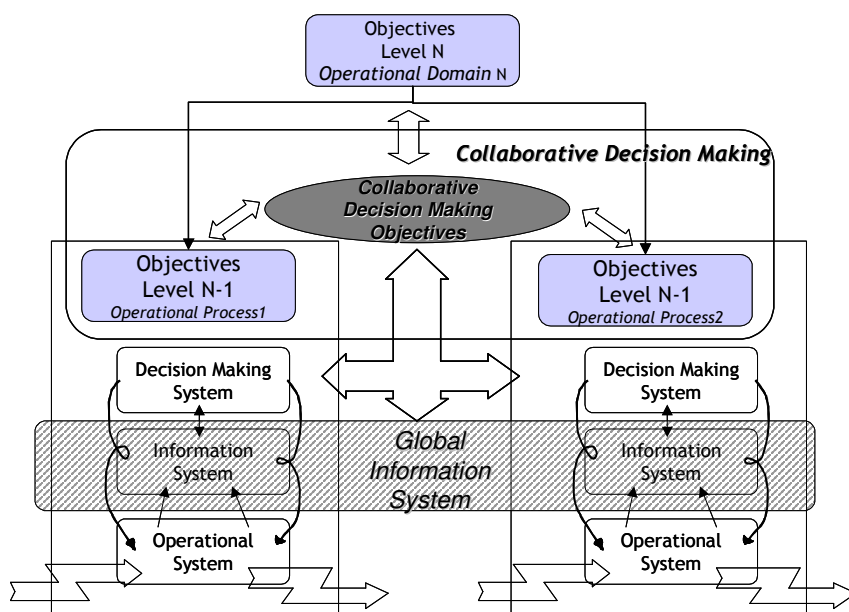 Objectives
Level N
Operational Domain N
Collaborative Decision Making
Collaborative
Decision Making
Objectives
Objectives
Level N-1
Operational Process1
Objectives
Level N-1
Operational Process2
Decision Making
System
Decision Making
System
Information
System
Global
Information
System
Information
System
Operational
System
Operational
System